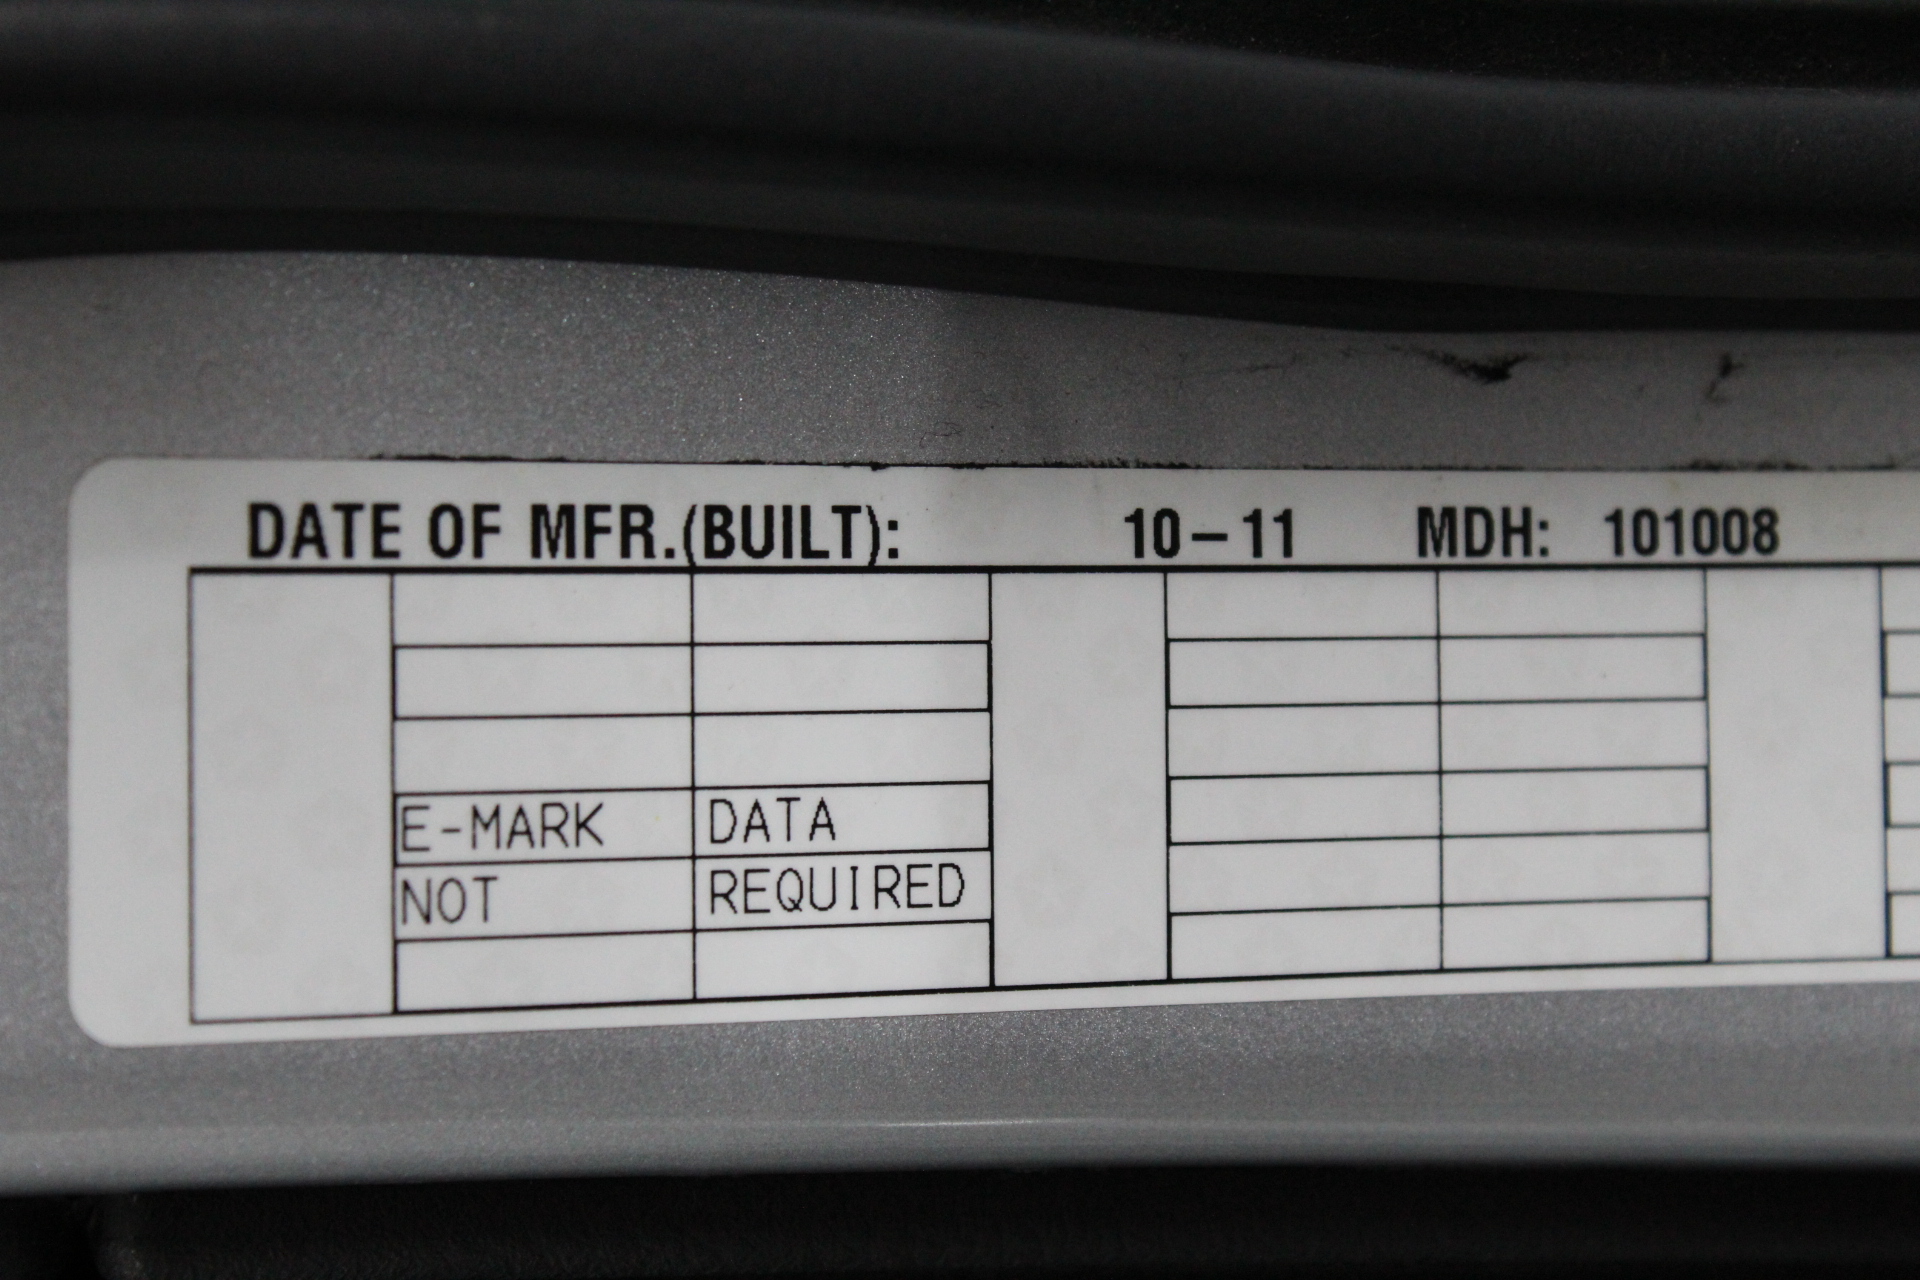 DATE OF MFR.(BUILT): 10-11 MDH: 101008
E-MARK DATA
NOT REQUIRED